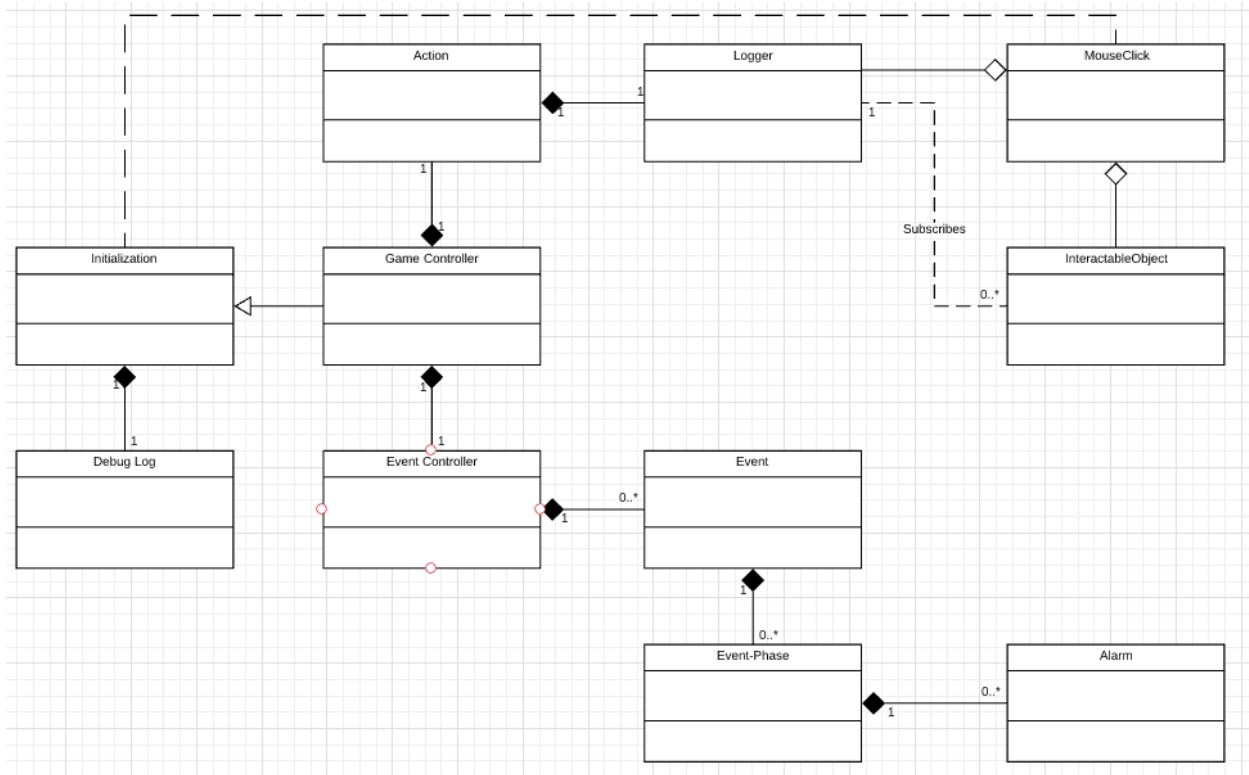 Action
Logger
MouseClick
1
1
1
1
Subscribes
1
Initialization
Game Controller
InteractableObject
0..*
1
1
1
1
Debug Log
Event Controller
Event
0..*
1
1
0..*
Event-Phase
Alarm
0..*
1